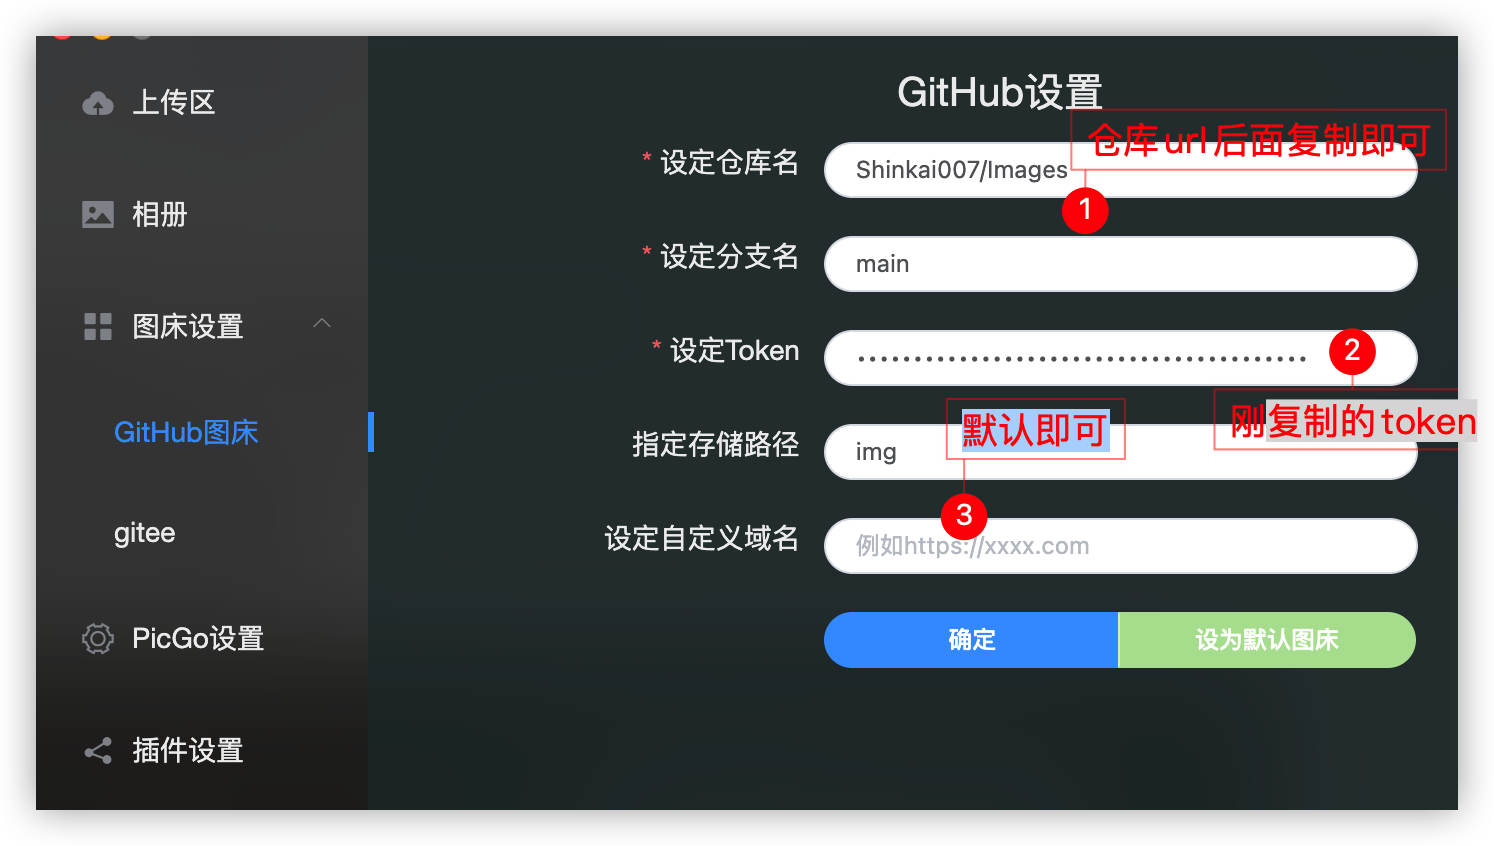 上传区
相册
图床设置
GitHub图床
gitee
PicGo设置
插件设置
GitHub设置
* 设定仓库名
Shinkai007/Images
仓库url后面复制即可
1
* 设定分支名
main
* 设定Token
••••••••••••••••••••••••••••••••••••••••
2
刚复制的token
指定存储路径
img
默认即可
3
设定自定义域名
例如https://xxxx.com
确定
设为默认图床